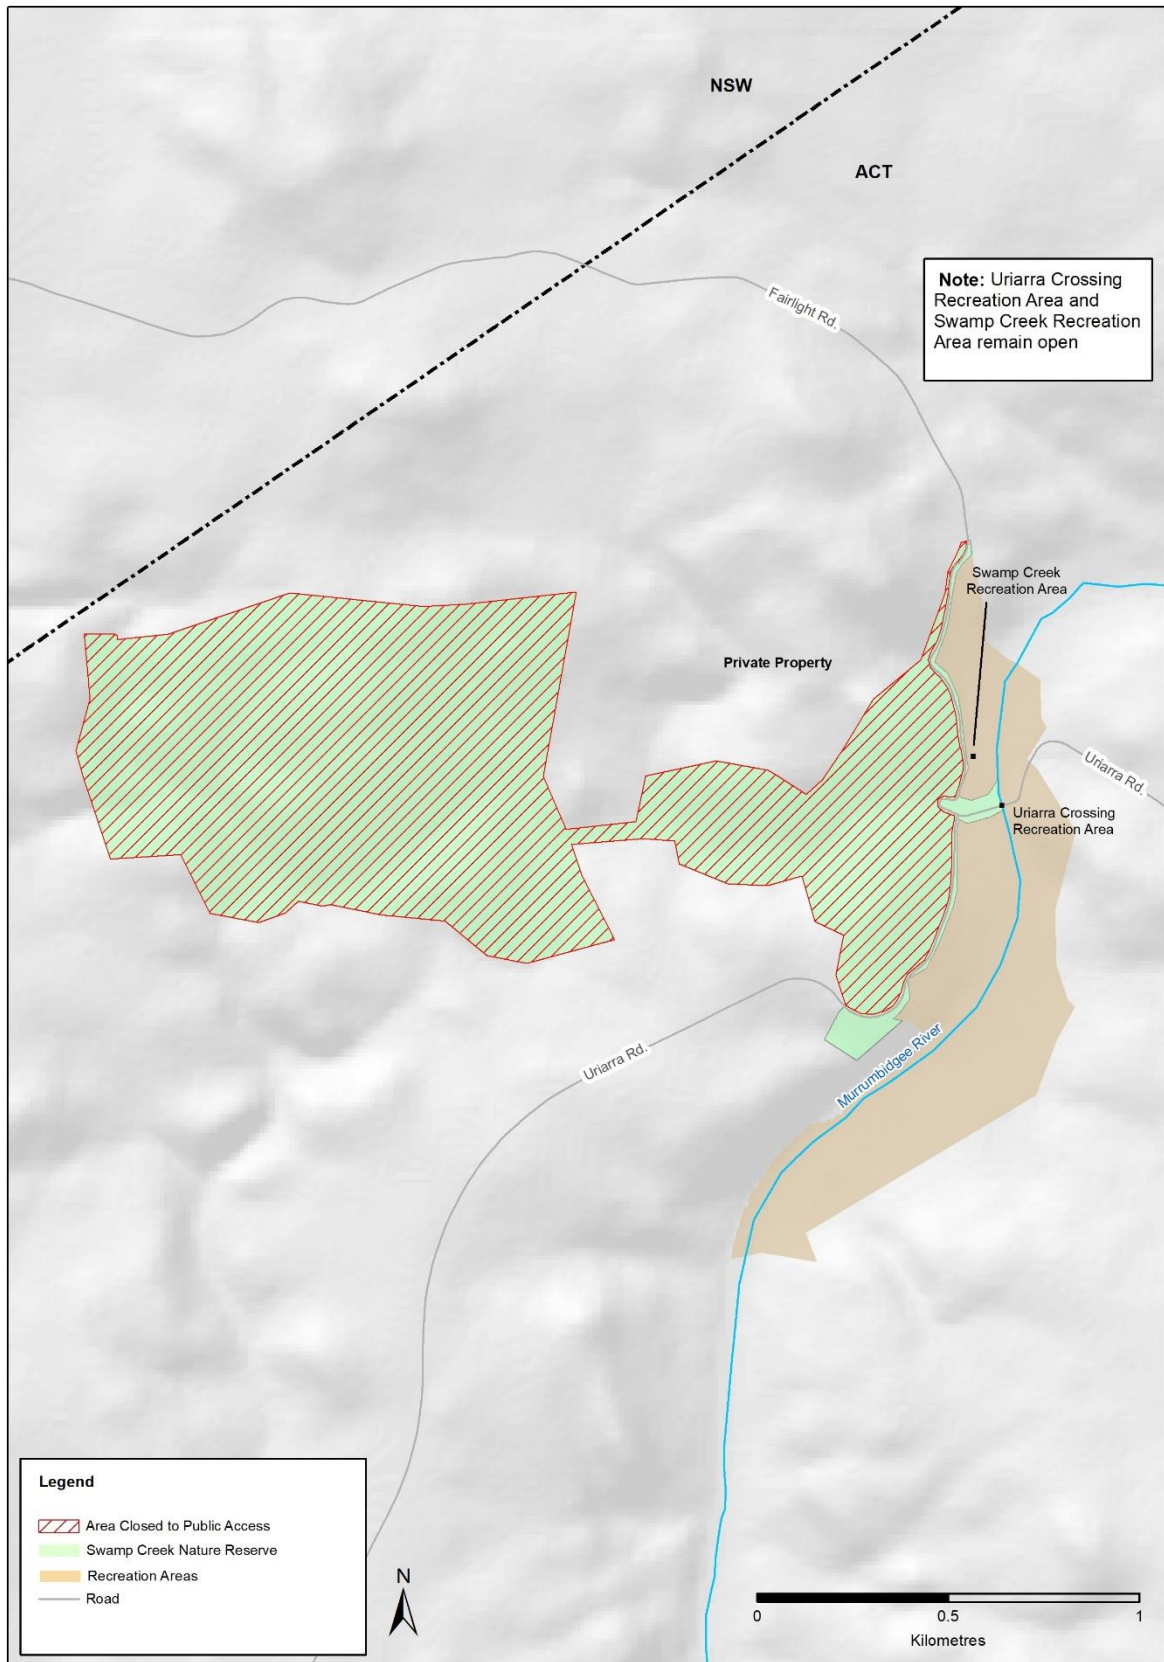 NSW
ACT
Note: Uriarra Crossing
Recreation Area and
Swamp Creek Recreation
Area remain open
Fairlight Rd.
Swamp Creek
Recreation Area
Private Property
Uriarra Rd.
Uriarra Crossing
Recreation Area
Uriarra Rd.
Murrumbidgee River
Legend
Area Closed to Public Access
Swamp Creek Nature Reserve
Recreation Areas
Road
N
0 0.5 1
Kilometres